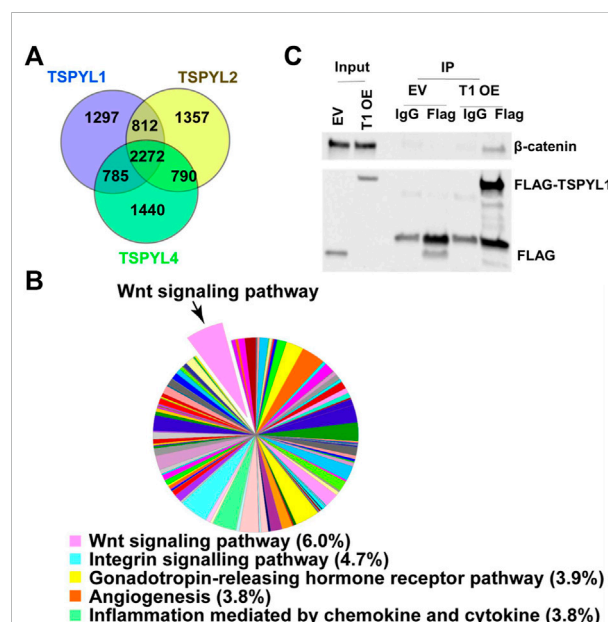 A
TSPYL1
TSPYL2
1297
812
1357
2272
785
790
1440
TSPYL4
C
Input
IP
EV
T1 OE
EV
T1 OE
IgG Flag
IgG Flag
β-catenin
FLAG-TSPYL1
FLAG
B
Wnt signaling pathway
Wnt signaling pathway (6.0%)
Integrin signalling pathway (4.7%)
Gonadotropin-releasing hormone receptor pathway (3.9%)
Angiogenesis (3.8%)
Inflammation mediated by chemokine and cytokine (3.8%)